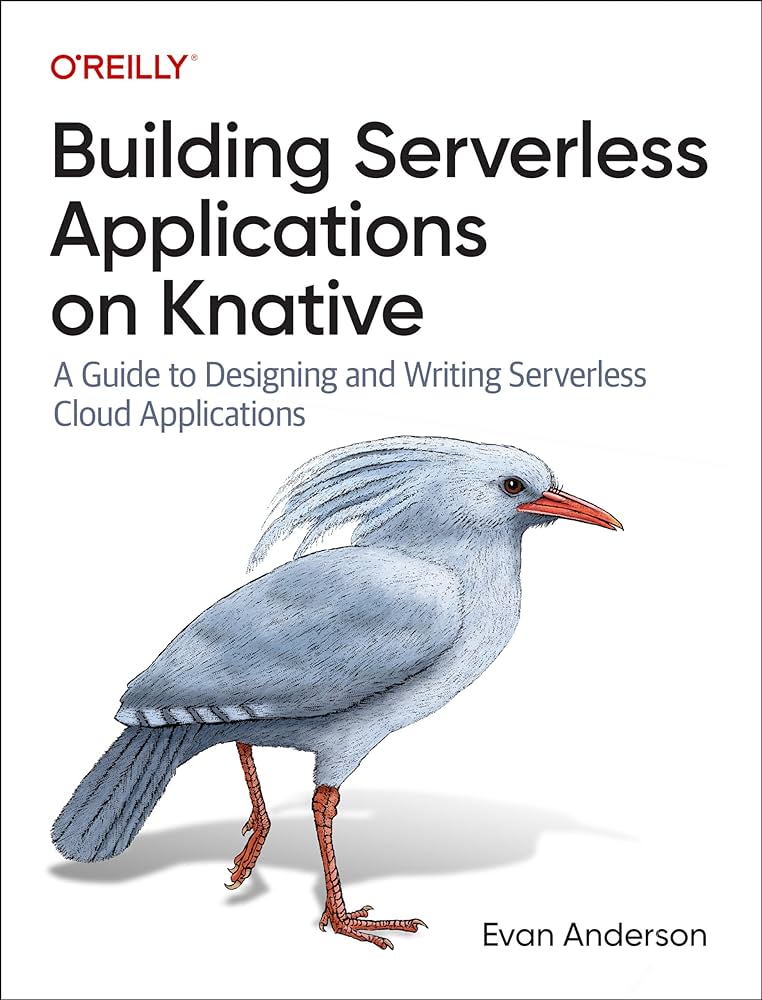 O'REILLY®
Building Serverless
Applications
on Knative
A Guide to Designing and Writing Serverless
Cloud Applications
Evan Anderson